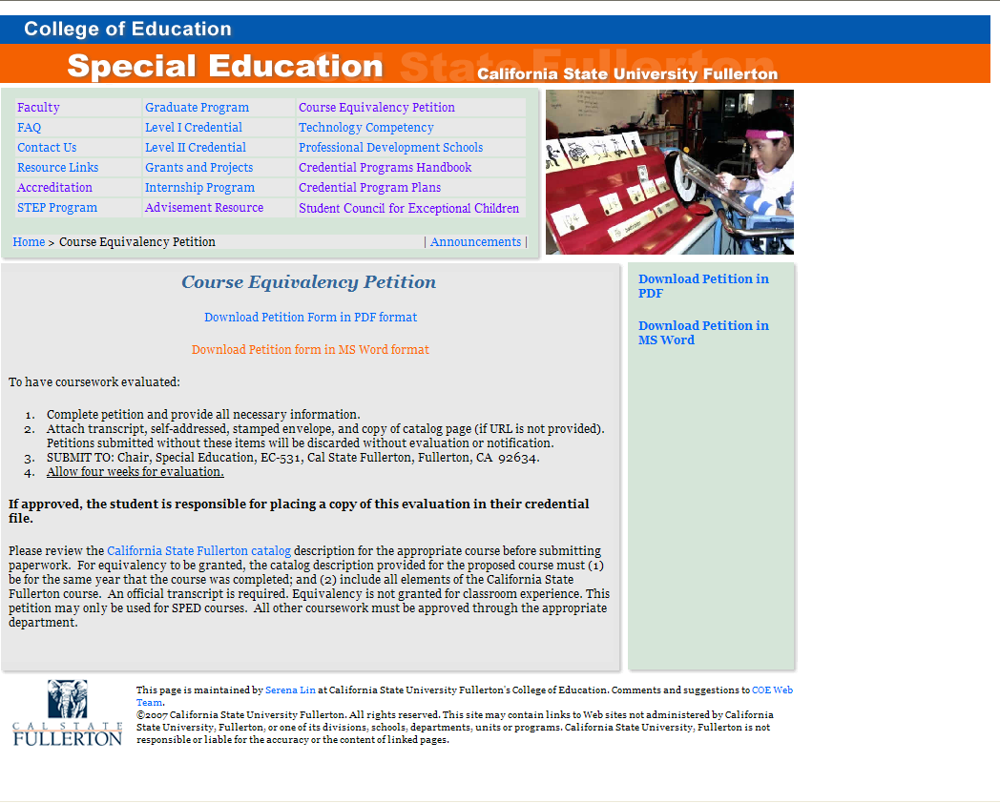 College of Education
Special Education
Cal State Fullerton
California State University Fullerton
Faculty
Graduate Program
Course Equivalency Petition
FAQ
Level I Credential
Technology Competency
Contact Us
Level II Credential
Professional Development Schools
Resource Links
Grants and Projects
Credential Programs Handbook
Accreditation
Internship Program
Credential Program Plans
STEP Program
Advisement Resource
Student Council for Exceptional Children
Home > Course Equivalency Petition
| Announcements |
Course Equivalency Petition
Download Petition Form in PDF format
Download Petition form in MS Word format
To have coursework evaluated:
1. Complete petition and provide all necessary information.
2. Attach transcript, self-addressed, stamped envelope, and copy of catalog page (if URL is not provided).
Petitions submitted without these items will be discarded without evaluation or notification.
3. SUBMIT TO: Chair, Special Education, EC-531, Cal State Fullerton, Fullerton, CA  92634.
4. Allow four weeks for evaluation.
If approved, the student is responsible for placing a copy of this evaluation in their credential
file.
Please review the California State Fullerton catalog description for the appropriate course before submitting
paperwork.  For equivalency to be granted, the catalog description provided for the proposed course must (1)
be for the same year that the course was completed; and (2) include all elements of the California State
Fullerton course.  An official transcript is required. Equivalency is not granted for classroom experience. This
petition may only be used for SPED courses.  All other coursework must be approved through the appropriate
department.
Download Petition in
PDF
Download Petition in
MS Word
CAL STATE
FULLERTON
This page is maintained by Serena Lin at California State University Fullerton's College of Education. Comments and suggestions to COE Web
Team.
©2007 California State University Fullerton. All rights reserved. This site may contain links to Web sites not administered by California
State University, Fullerton, or one of its divisions, schools, departments, units or programs. California State University, Fullerton is not
responsible or liable for the accuracy or the content of linked pages.